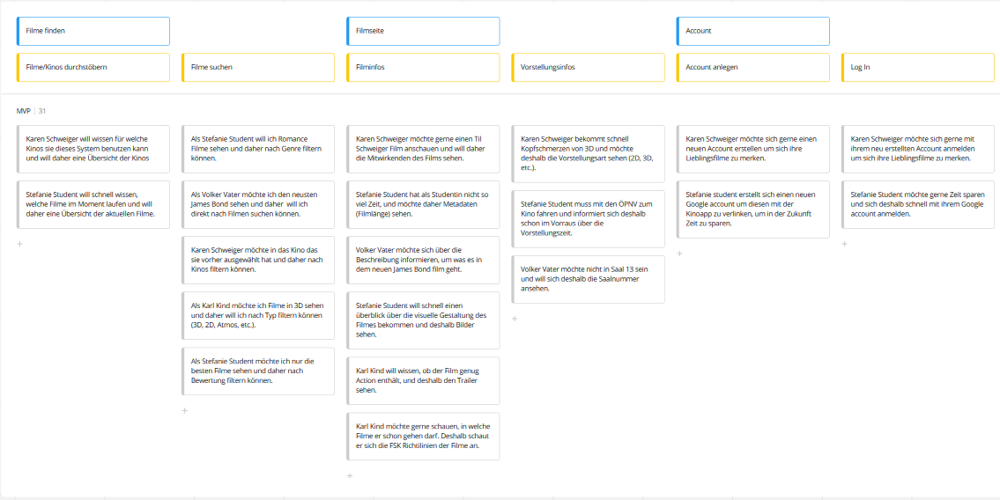 Filme finden
Filmseite
Account
Filme/Kinos durchstöbern
Filme suchen
Filminfos
Vorstellungsinfos
Account anlegen
Log In
MVP | 31
Karen Schweiger will wissen für welche
Kinos sie dieses System benutzen kann
und will daher eine Übersicht der Kinos
Stefanie Student will schnell wissen,
welche Filme im Moment laufen und will
daher eine Übersicht der aktuellen Filme.
+
Als Stefanie Student will ich Romance
Filme sehen und daher nach Genre filtern
können.
Als Volker Vater möchte ich den neusten
James Bond sehen und daher will ich
direkt nach Filmen suchen können.
Karen Schweiger möchte in das Kino das
sie vorher ausgewählt hat und daher nach
Kinos filtern können.
Als Karl Kind möchte ich Filme in 3D sehen
und daher will ich nach Typ filtern können
(3D, 2D, Atmos, etc.).
Als Stefanie Student möchte ich nur die
besten Filme sehen und daher nach
Bewertung filtern können.
+
Karen Schweiger möchte gerne einen Til
Schweiger Film anschauen und will daher
die Mitwirkenden des Films sehen.
Stefanie Student hat als Studentin nicht so
viel Zeit, und möchte daher Metadaten
(Filmlänge) sehen.
Volker Vater möchte sich über die
Beschreibung informieren, um was es in
dem neuen James Bond film geht.
Stefanie Student will schnell einen
überblick über die visuelle Gestaltung des
Filmes bekommen und deshalb Bilder
sehen.
Karl Kind will wissen, ob der Film genug
Action enthält, und deshalb den Trailer
sehen.
Karl Kind möchte gerne schauen, in welche
Filme er schon gehen darf. Deshalb schaut
er sich die FSK Richtilinien der Filme an.
+
Karen Schweiger bekommt schnell
Kopfschmerzen von 3D und möchte
deshalb die Vorstellungsart sehen (2D, 3D,
etc.).
Stefanie Student muss mit den ÖPNV zum
Kino fahren und informiert sich deshalb
schon im Vorraus über die
Vorstellungszeit.
Volker Vater möchte nicht in Saal 13 sein
und will sich deshalb die Saalnummer
ansehen.
+
Karen Schweiger möchte sich gerne einen
neuen Account erstellen um sich ihre
Lieblingsfilme zu merken.
Stefanie student erstellt sich einen neuen
Google account um diesen mit der
Kinoapp zu verlinken, um in der Zukunft
Zeit zu sparen.
+
Karen Schweiger möchte sich gerne mit
ihrem neu erstellten Account anmelden
um sich ihre Lieblingsfilme zu merken.
Stefanie Student möchte gerne Zeit sparen
und sich deshalb schnell mit ihrem Google
account anmelden.
+